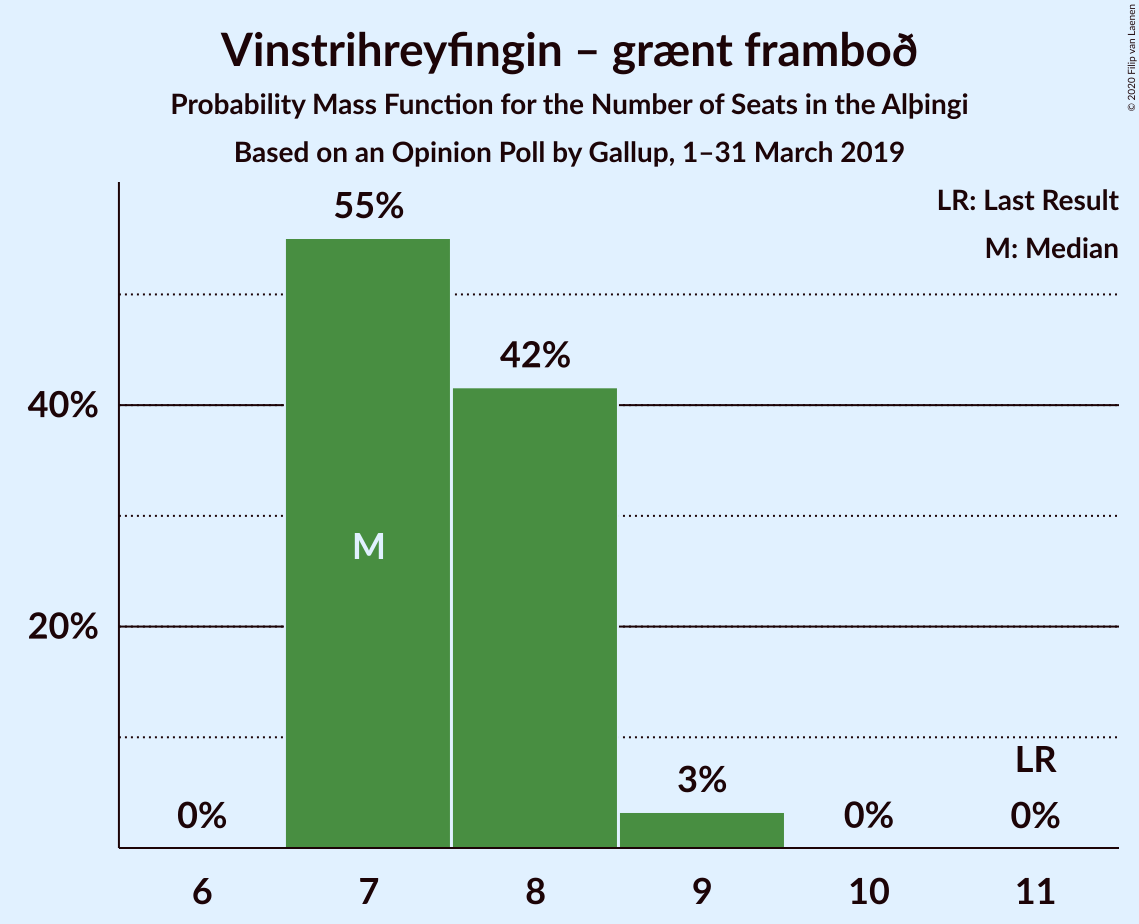 Vinstrihreyfingin – grænt framboð
Probability Mass Function for the Number of Seats in the Alþingi
Based on an Opinion Poll by Gallup, 1–31 March 2019
© 2020 Filip van Laenen
LR: Last Result
M: Median
55%
42%
40%
M
20%
LR
3%
0%
0%
0%
6 7 8 9 10 11